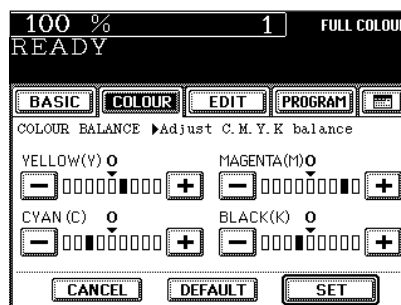 100 % 1 FULL COLOUR
READY
BASIC COLOUR EDIT PROGRAM
COLOUR BALANCE ▶Adjust C.M.Y.K balance
YELLOW(Y) 0 MAGENTA(M) 0
CYAN (C) 0 BLACK(K) 0
CANCEL DEFAULT SET